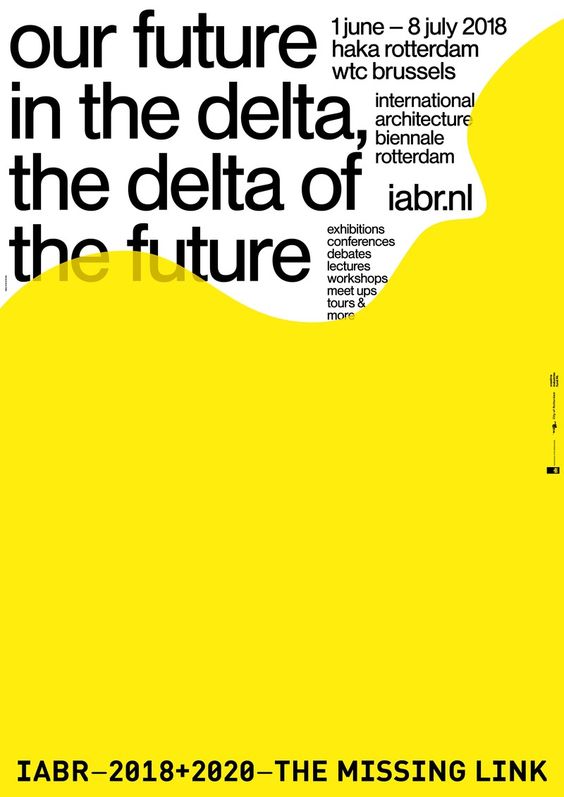 our future
in the delta,
the delta of
the future
1 june – 8 july 2018
haka rotterdam
wtc brussels
international
architecture
biennale
rotterdam
iabr.nl
exhibitions
conferences
debates
lectures
workshops
meet ups
tours &
more
IABR–2018+2020–THE MISSING LINK